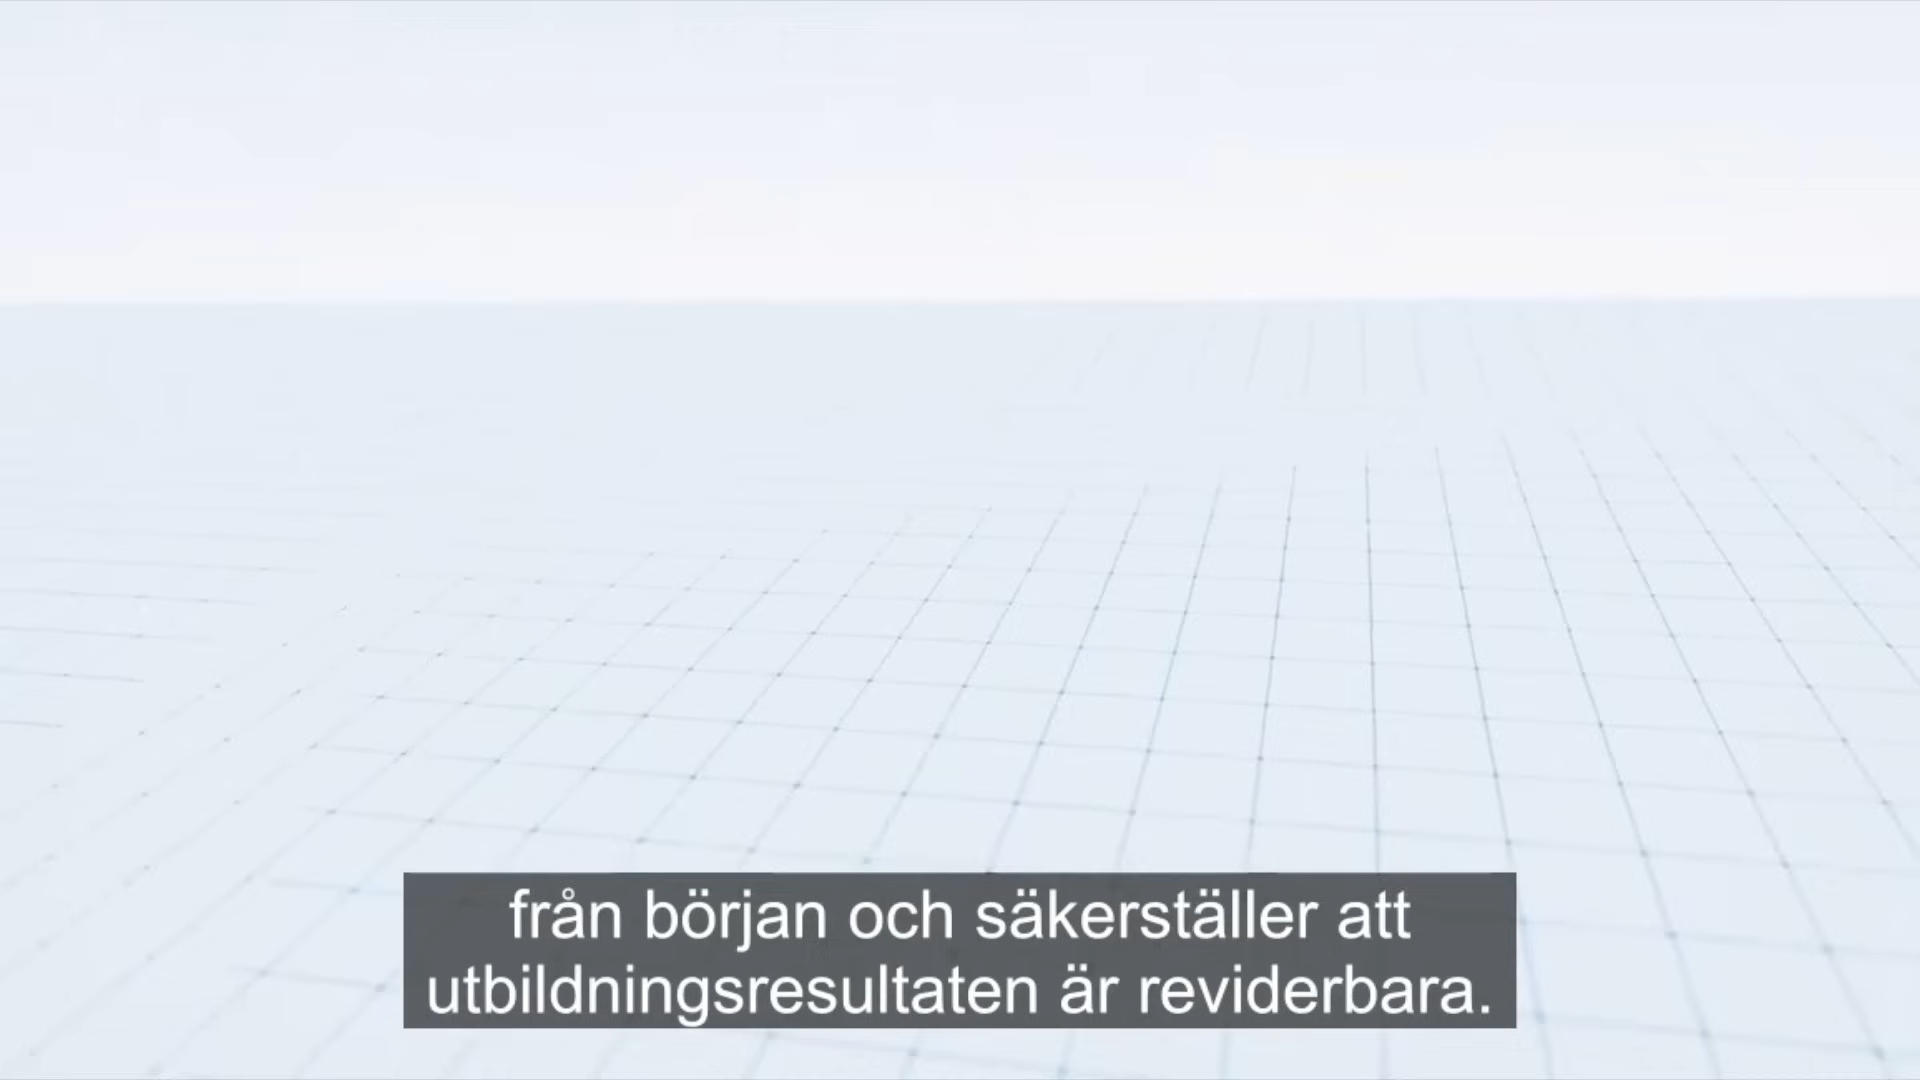 från början och säkerställer att
utbildningsresultaten är reviderbara.